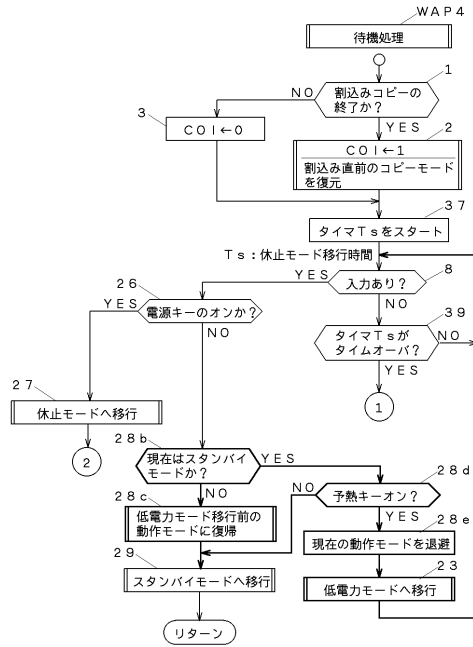 ＷＡＰ４
待機処理
１
割込みコピーの
終了か？
ＮＯ
ＹＥＳ
３
ＣＯＩ←０
２
ＣＯＩ←１
割込み直前のコピーモード
を復元
３７
タイマＴｓをスタート
Ｔｓ：休止モード移行時間
８
入力あり？
ＹＥＳ
ＮＯ
２６
電源キーのオンか？
ＹＥＳ
ＮＯ
３９
タイマＴｓが
タイムオーバ？
ＮＯ
ＹＥＳ
①
２７
休止モードへ移行
②
２８ｂ
現在はスタンバイ
モードか？
ＹＥＳ
ＮＯ
２８ｄ
予熱キーオン？
ＮＯ
ＹＥＳ
２８ｃ
低電力モード移行前の
動作モードに復帰
２８ｅ
現在の動作モードを退避
２９
スタンバイモードへ移行
２３
低電力モードへ移行
リターン